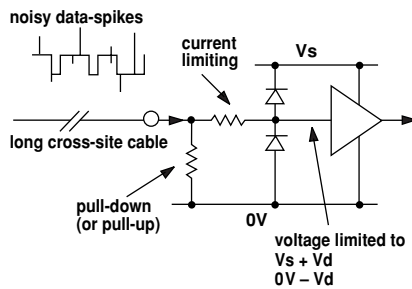 noisy data-spikes
current
limiting
Vs
long cross-site cable
pull-down
(or pull-up)
0V
voltage limited to
Vs + Vd
0V – Vd